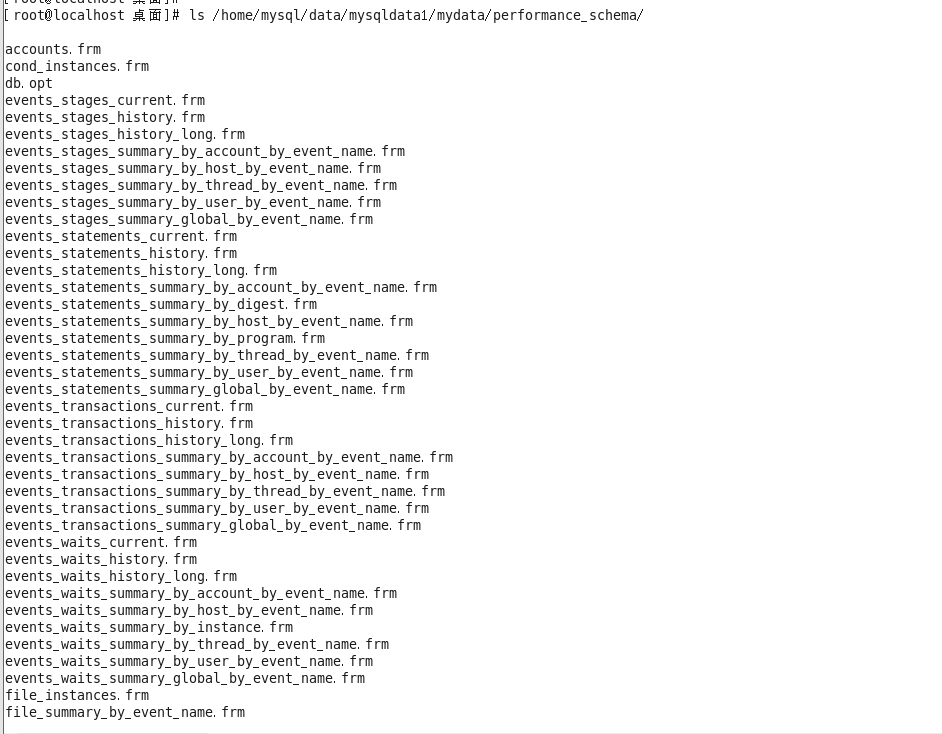 [root@localhost 桌面]# ls /home/mysql/data/mysqldata1/mydata/performance_schema/
accounts.frm
cond_instances.frm
db.opt
events_stages_current.frm
events_stages_history.frm
events_stages_history_long.frm
events_stages_summary_by_account_by_event_name.frm
events_stages_summary_by_host_by_event_name.frm
events_stages_summary_by_thread_by_event_name.frm
events_stages_summary_by_user_by_event_name.frm
events_stages_summary_global_by_event_name.frm
events_statements_current.frm
events_statements_history.frm
events_statements_history_long.frm
events_statements_summary_by_account_by_event_name.frm
events_statements_summary_by_digest.frm
events_statements_summary_by_host_by_event_name.frm
events_statements_summary_by_program.frm
events_statements_summary_by_thread_by_event_name.frm
events_statements_summary_by_user_by_event_name.frm
events_statements_summary_global_by_event_name.frm
events_transactions_current.frm
events_transactions_history.frm
events_transactions_history_long.frm
events_transactions_summary_by_account_by_event_name.frm
events_transactions_summary_by_host_by_event_name.frm
events_transactions_summary_by_thread_by_event_name.frm
events_transactions_summary_by_user_by_event_name.frm
events_transactions_summary_global_by_event_name.frm
events_waits_current.frm
events_waits_history.frm
events_waits_history_long.frm
events_waits_summary_by_account_by_event_name.frm
events_waits_summary_by_host_by_event_name.frm
events_waits_summary_by_instance.frm
events_waits_summary_by_thread_by_event_name.frm
events_waits_summary_by_user_by_event_name.frm
events_waits_summary_global_by_event_name.frm
file_instances.frm
file_summary_by_event_name.frm